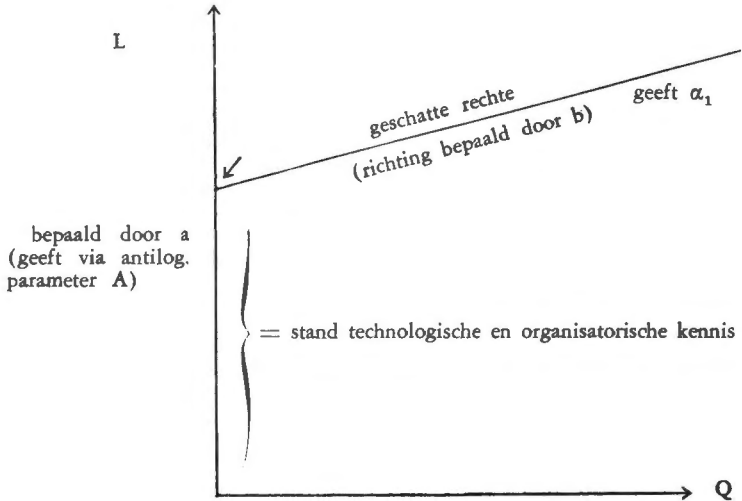 L
geschatte rechte
geeft α₁
(richting bepaald door b)
bepaald door a
(geeft via antilog.
parameter A)
= stand technologische en organisatorische kennis
Q